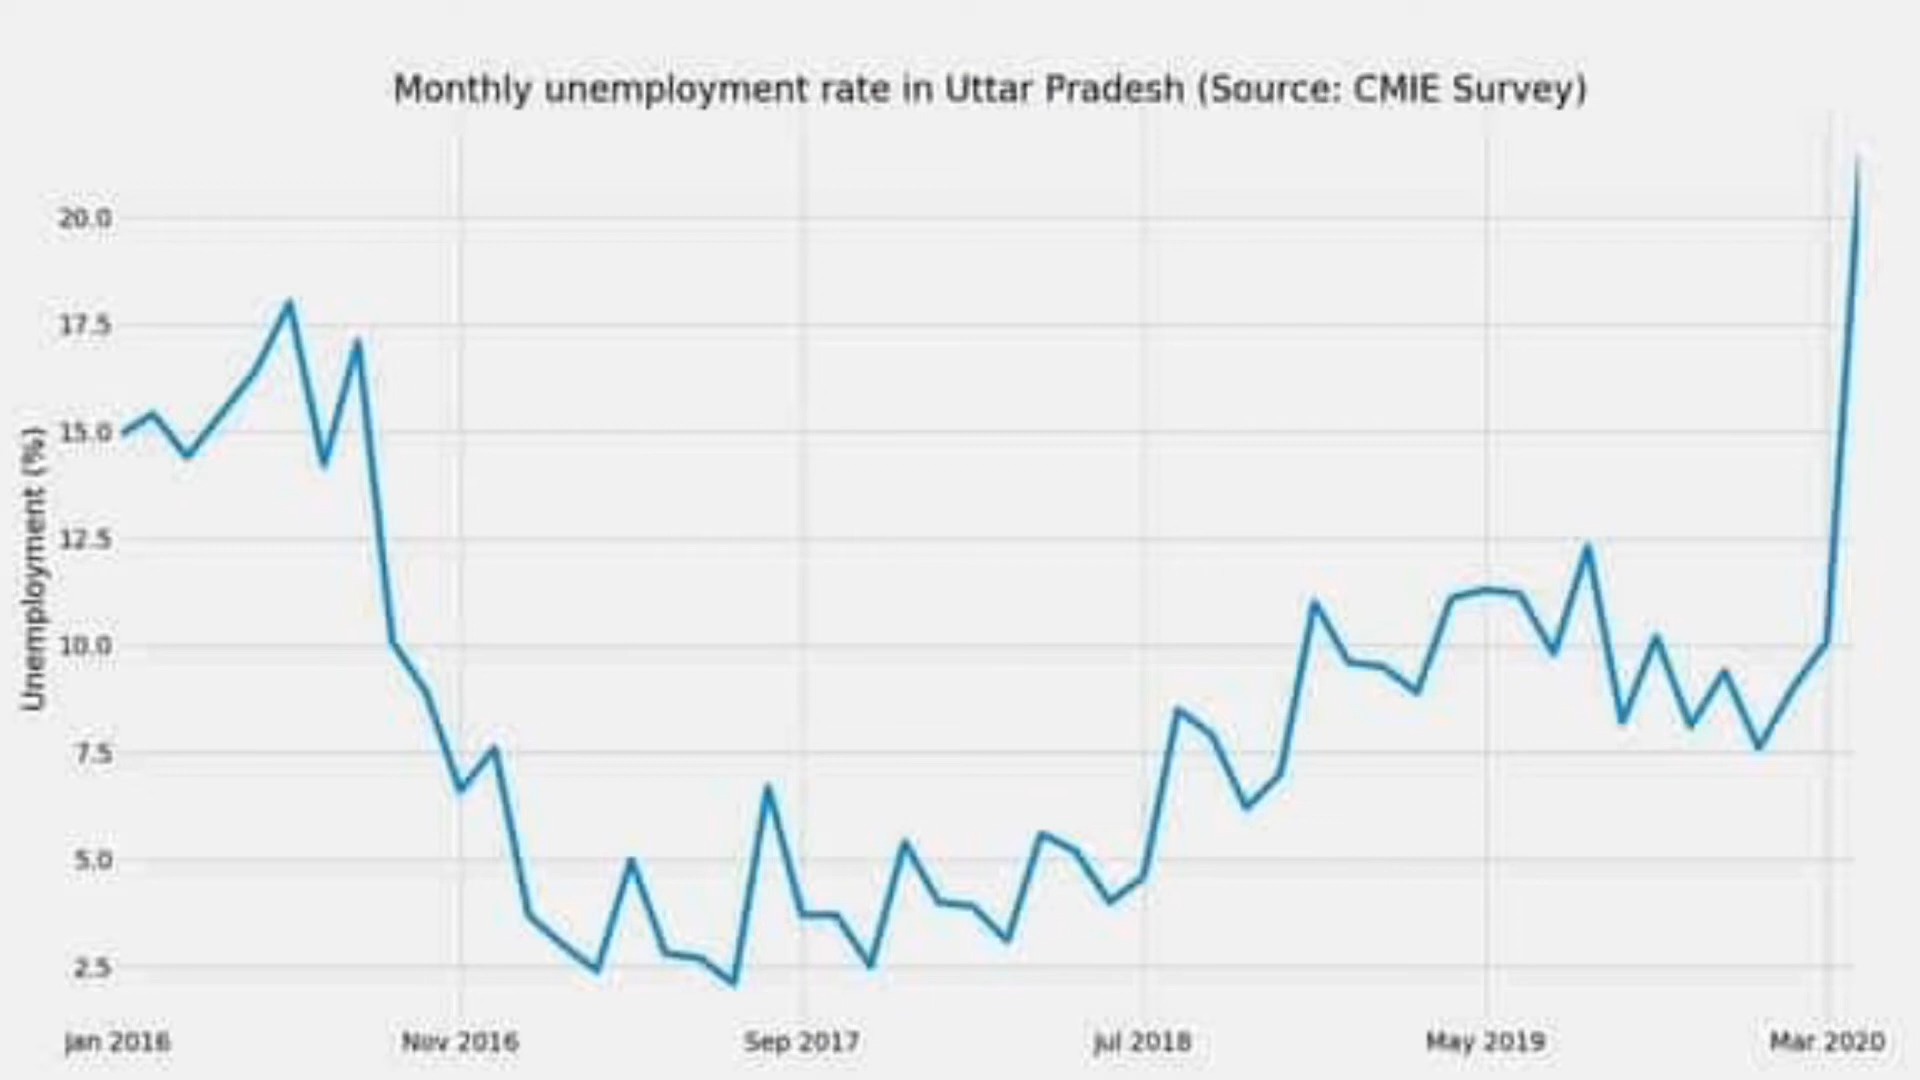 Monthly unemployment rate in Uttar Pradesh (Source: CMIE Survey)
Unemployment (%)
20.0
17.5
15.0
12.5
10.0
7.5
5.0
2.5
Jan 2016 Nov 2016 Sep 2017 Jul 2018 May 2019 Mar 2020